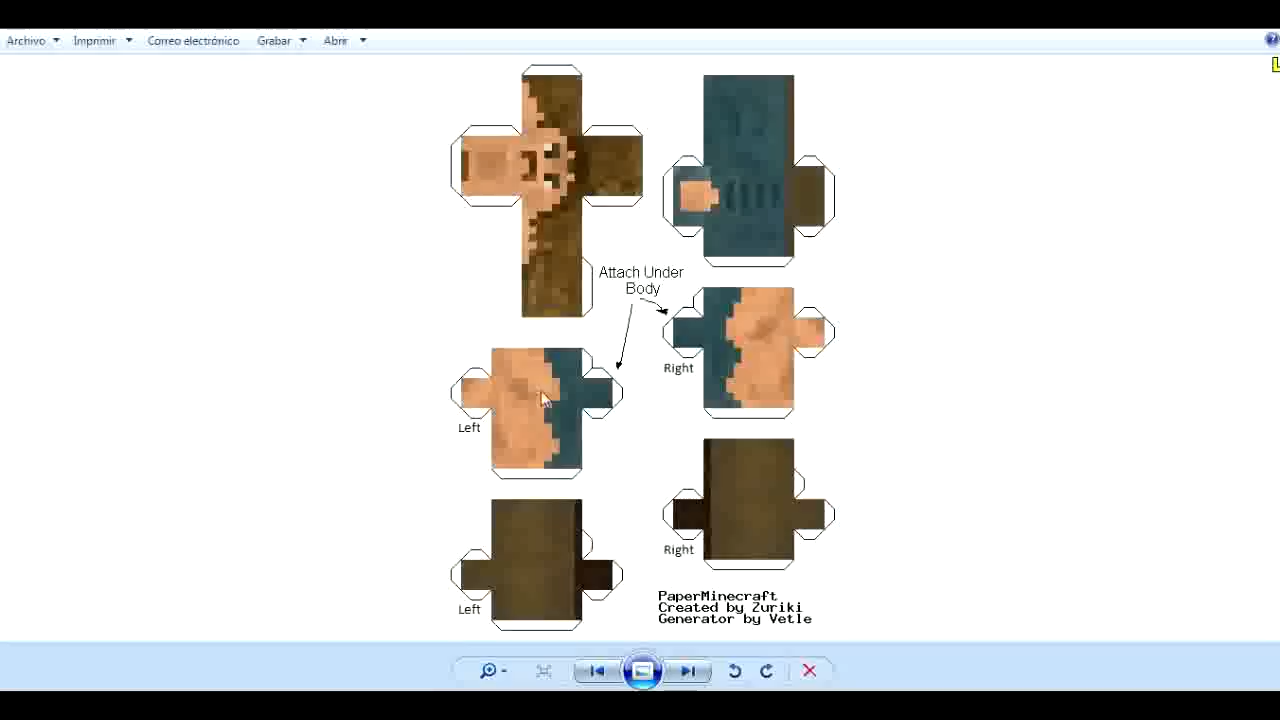 Archivo Imprimir Correo electrónico Grabar Abrir
Attach Under
Body
Right
Left
Right
Left
PaperMinecraft
Created by Zuriki
Generator by Vetle